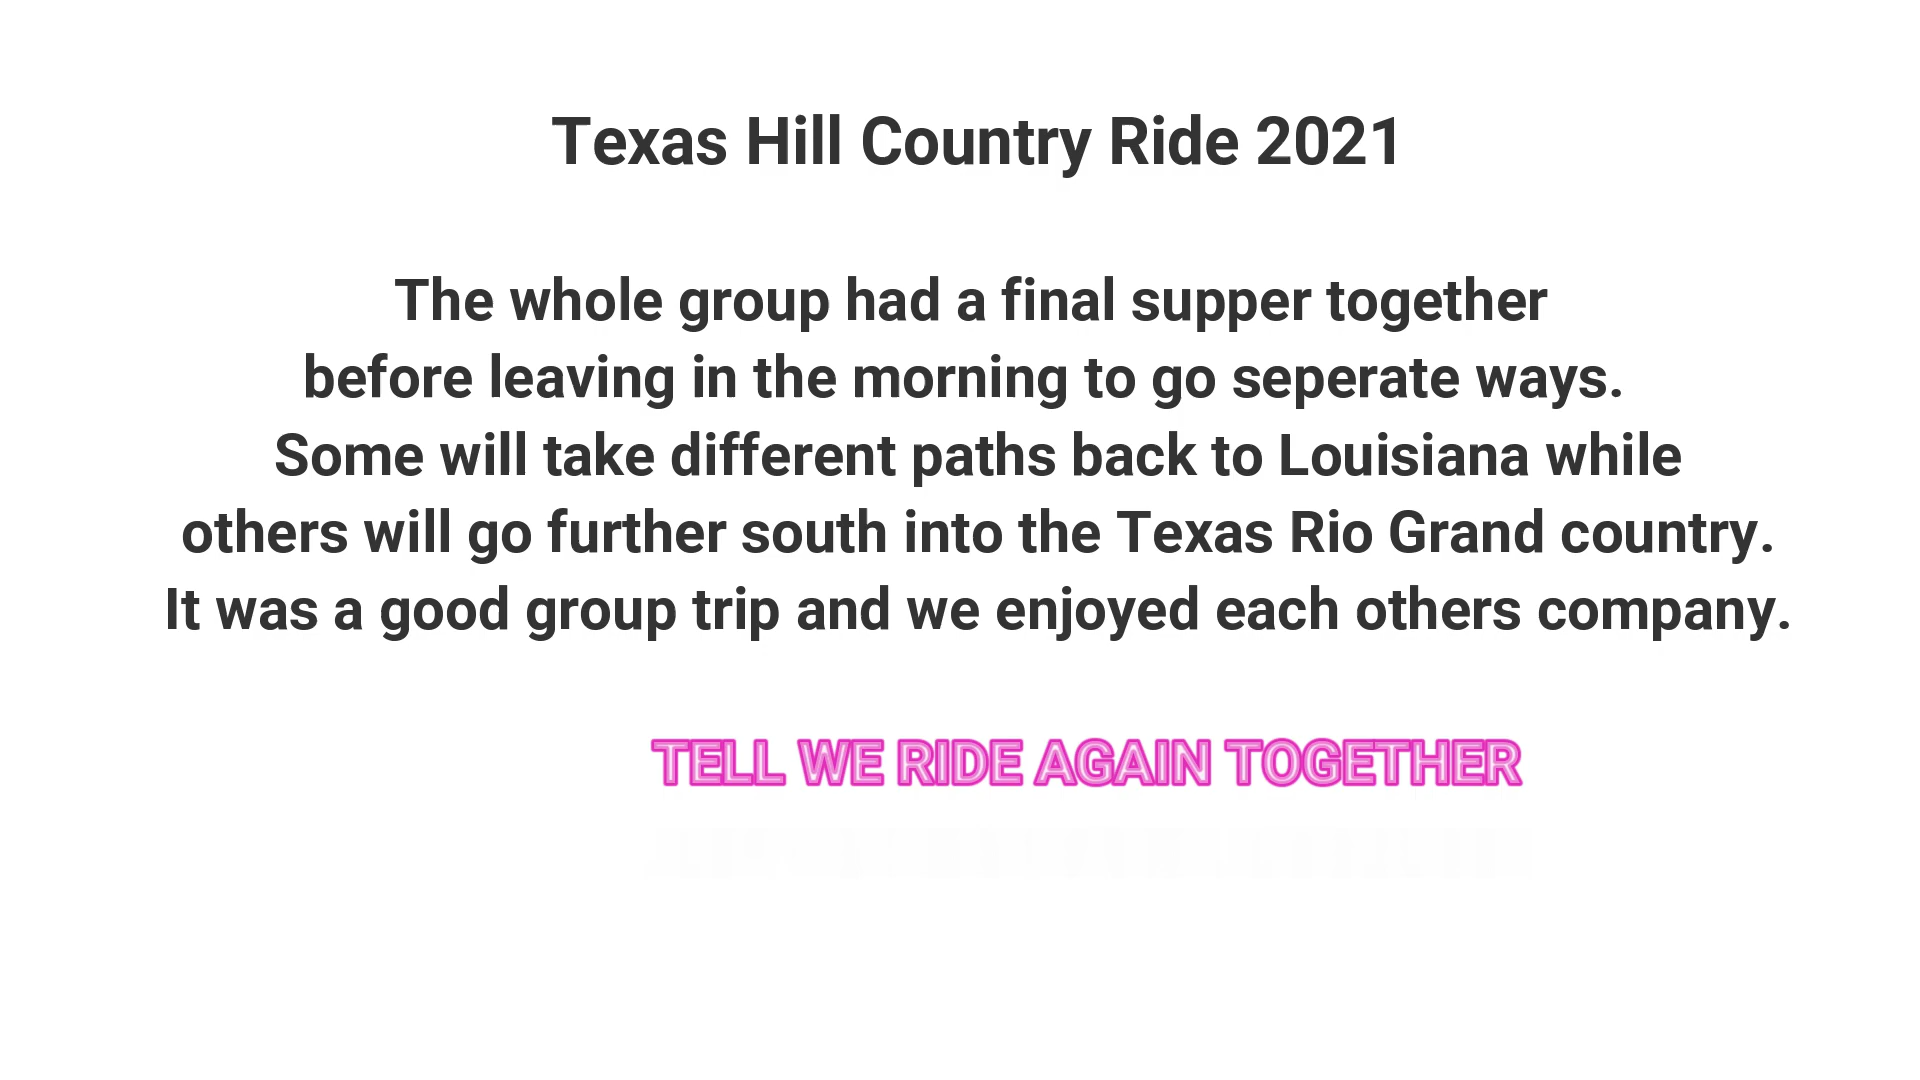 Texas Hill Country Ride 2021
The whole group had a final supper together
before leaving in the morning to go seperate ways.
Some will take different paths back to Louisiana while
others will go further south into the Texas Rio Grand country.
It was a good group trip and we enjoyed each others company.
TELL WE RIDE AGAIN TOGETHER